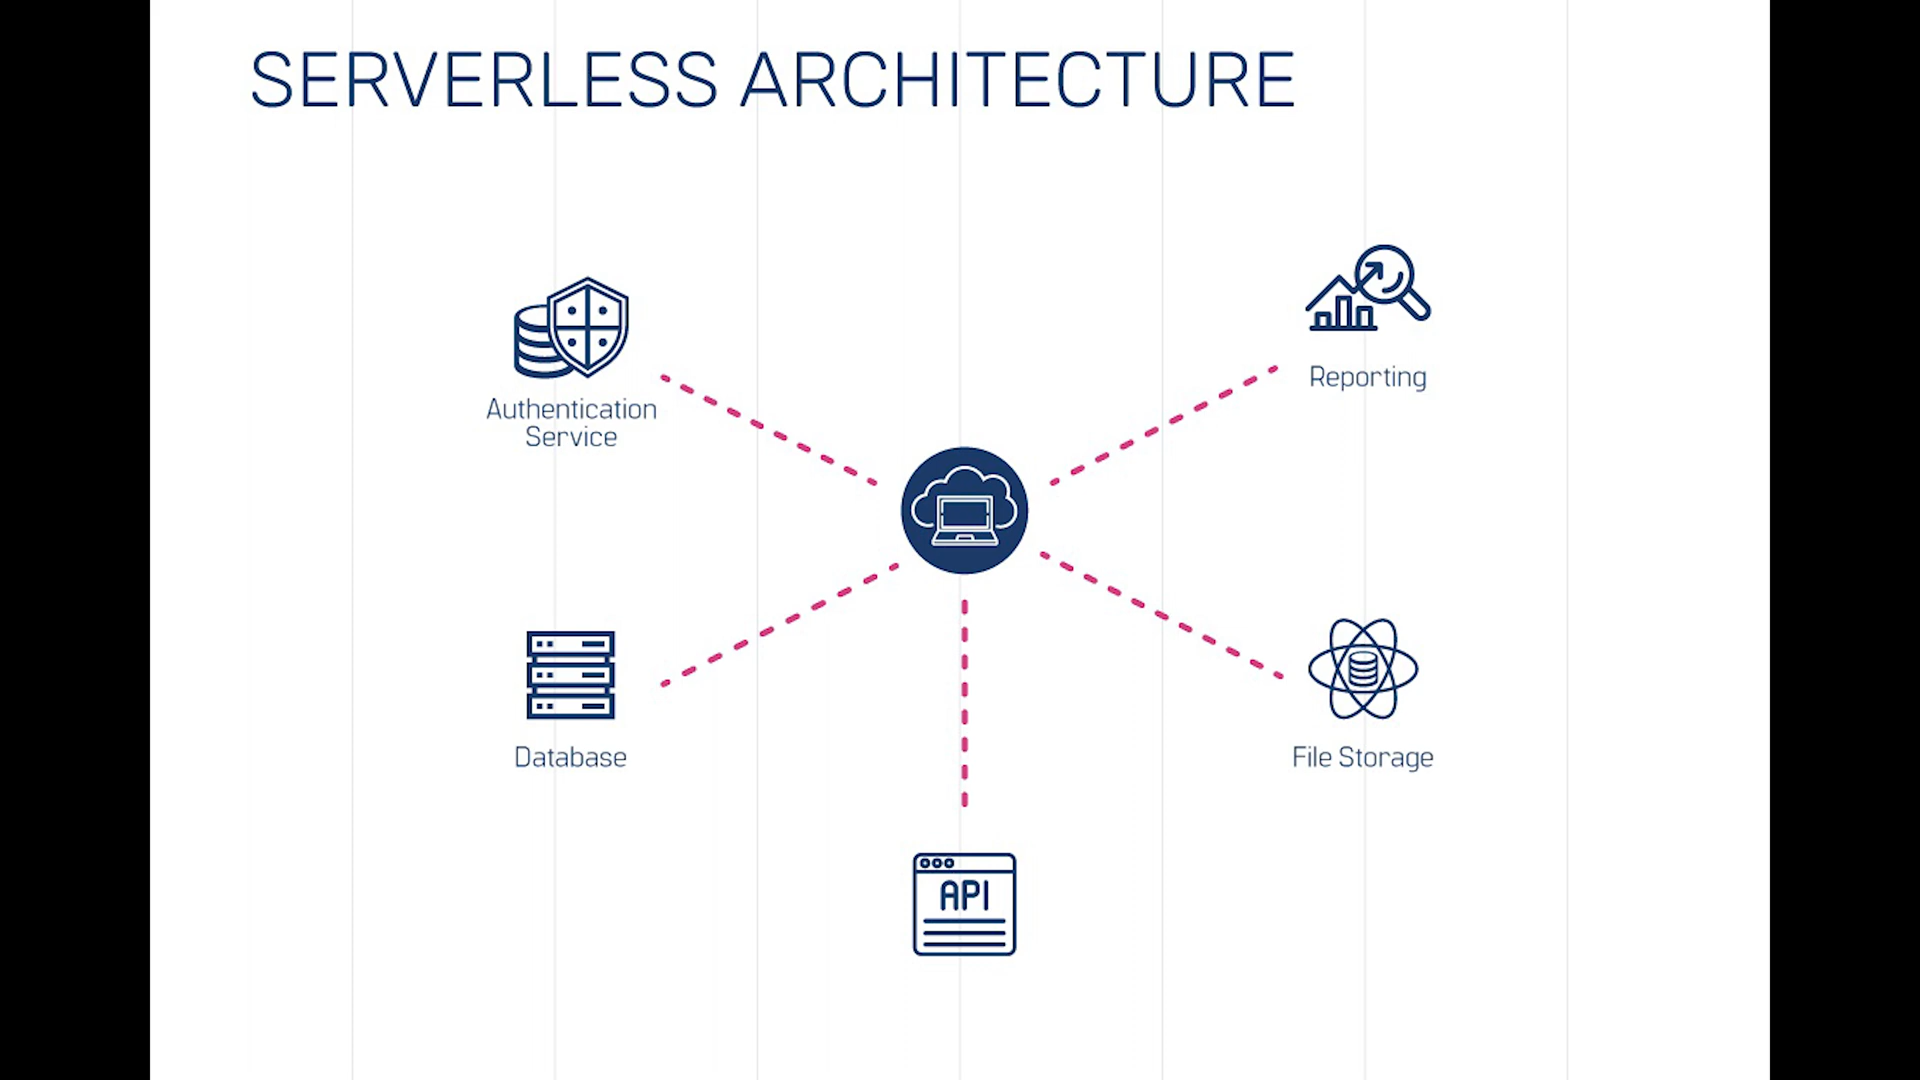 SERVERLESS ARCHITECTURE
Reporting
Authentication
Service
Database
File Storage
API